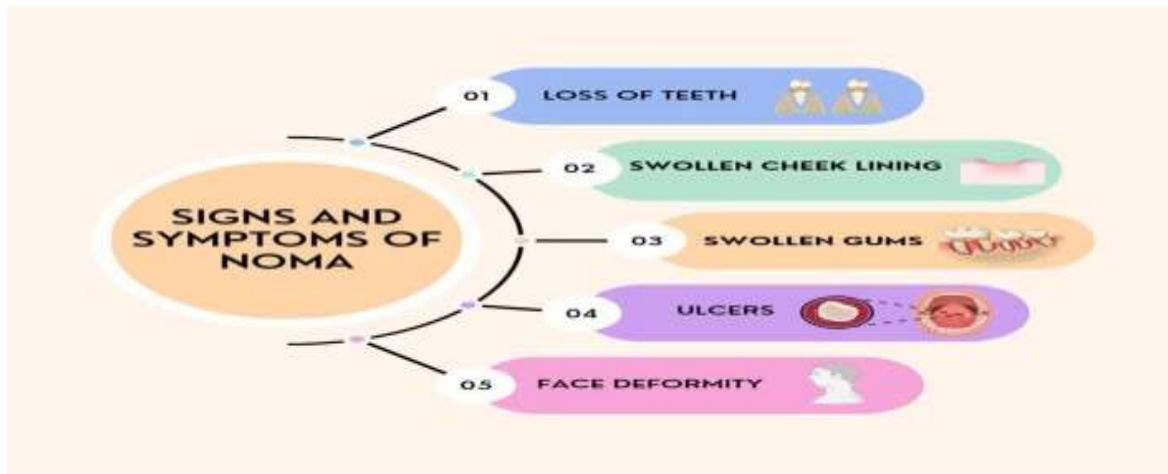 SIGNS AND
SYMPTOMS OF
NOMA
01 LOSS OF TEETH
02 SWOLLEN CHEEK LINING
03 SWOLLEN GUMS
04 ULCERS
05 FACE DEFORMITY